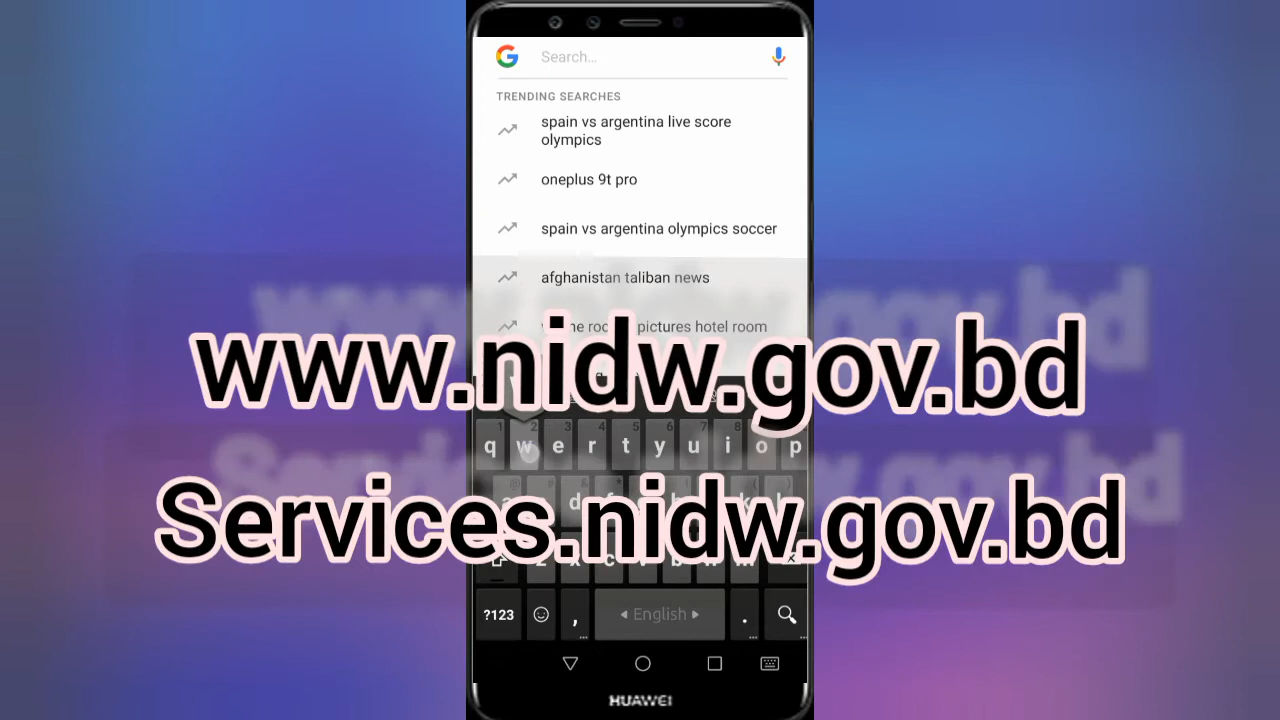 Search...
TRENDING SEARCHES
spain vs argentina live score
olympics
oneplus 9t pro
spain vs argentina olympics soccer
afghanistan taliban news
pictures hotel room
www.nidw.gov.bd
q w e r t y u i o p
Services.nidw.gov.bd
?123 , English .
HUAWEI